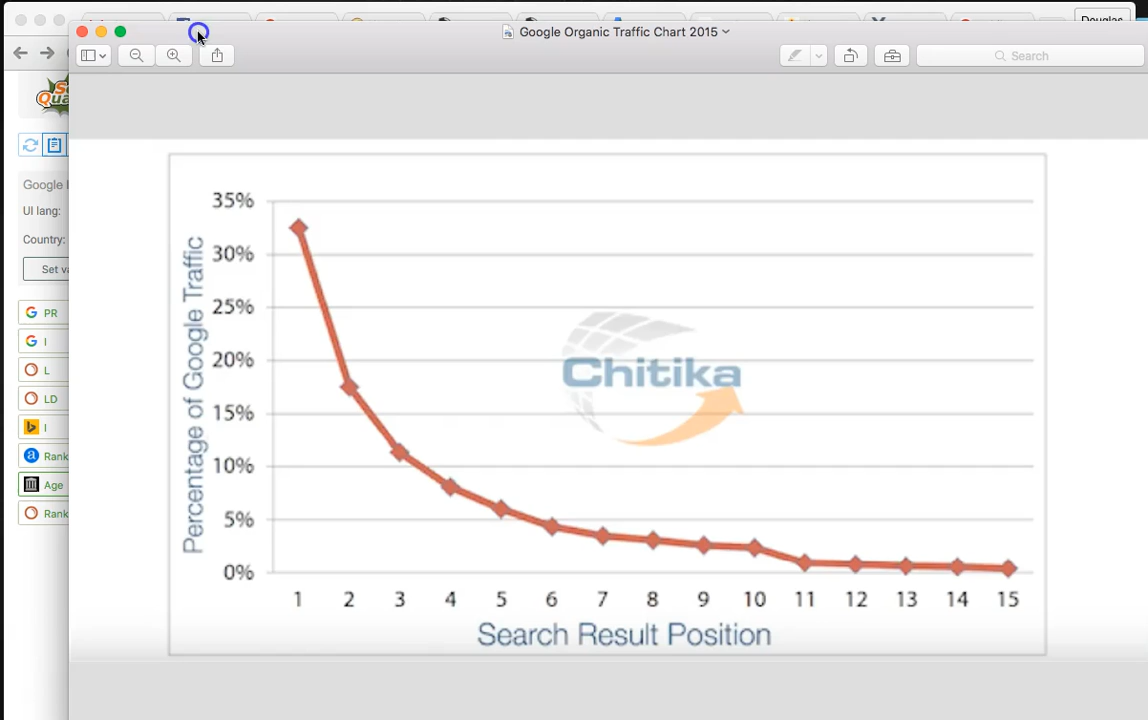 Douglas
Google Organic Traffic Chart 2015
Search
Google
UI lang:
Country:
PR
I
L
LD
I
Rank
Age
Rank
35%
30%
25%
20%
15%
10%
5%
0%
Percentage of Google Traffic
Chitika
1 2 3 4 5 6 7 8 9 10 11 12 13 14 15
Search Result Position